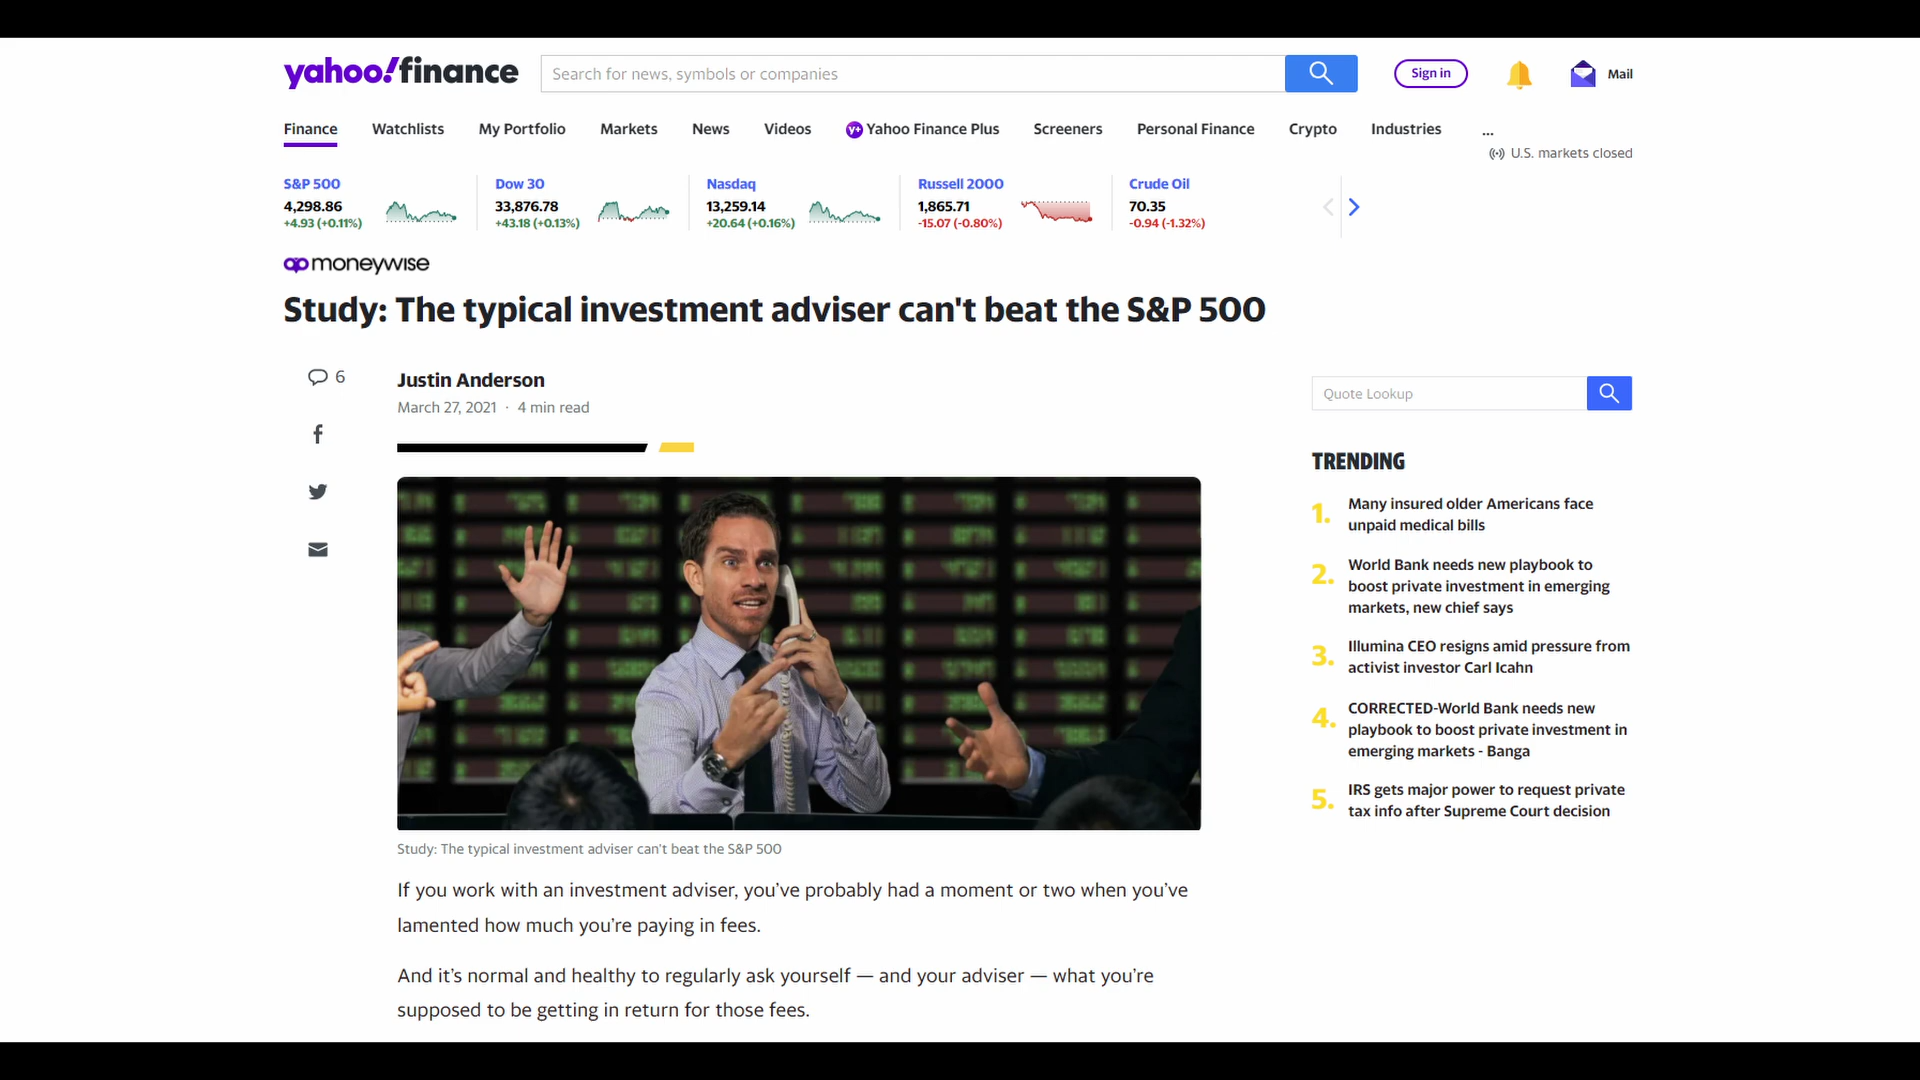 yahoo!finance
Search for news, symbols or companies
Sign in
Mail
Finance Watchlists My Portfolio Markets News Videos Y+ Yahoo Finance Plus Screeners Personal Finance Crypto Industries ...
U.S. markets closed
S&P 500
4,298.86
+4.93 (+0.11%)
Dow 30
33,876.78
+43.18 (+0.13%)
Nasdaq
13,259.14
+20.64 (+0.16%)
Russell 2000
1,865.71
-15.07 (-0.80%)
Crude Oil
70.35
-0.94 (-1.32%)
moneywise
Study: The typical investment adviser can't beat the S&P 500
6
Justin Anderson
March 27, 2021 · 4 min read
Study: The typical investment adviser can't beat the S&P 500
If you work with an investment adviser, you’ve probably had a moment or two when you’ve
lamented how much you’re paying in fees.
And it’s normal and healthy to regularly ask yourself — and your adviser — what you’re
supposed to be getting in return for those fees.
Quote Lookup
TRENDING
1. Many insured older Americans face
unpaid medical bills
2. World Bank needs new playbook to
boost private investment in emerging
markets, new chief says
3. Illumina CEO resigns amid pressure from
activist investor Carl Icahn
4. CORRECTED-World Bank needs new
playbook to boost private investment in
emerging markets - Banga
5. IRS gets major power to request private
tax info after Supreme Court decision